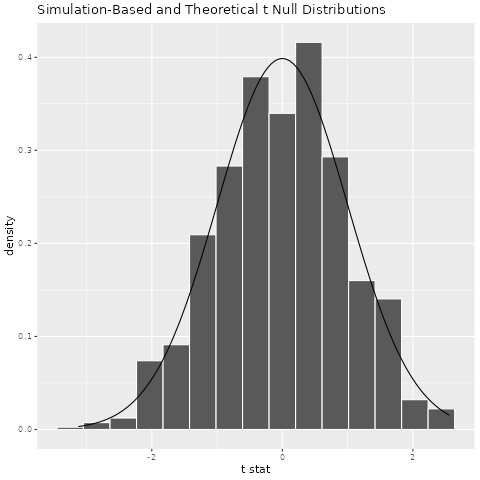 Simulation-Based and Theoretical t Null Distributions
density
0.4
0.3
0.2
0.1
0.0
-2
0
2
t stat